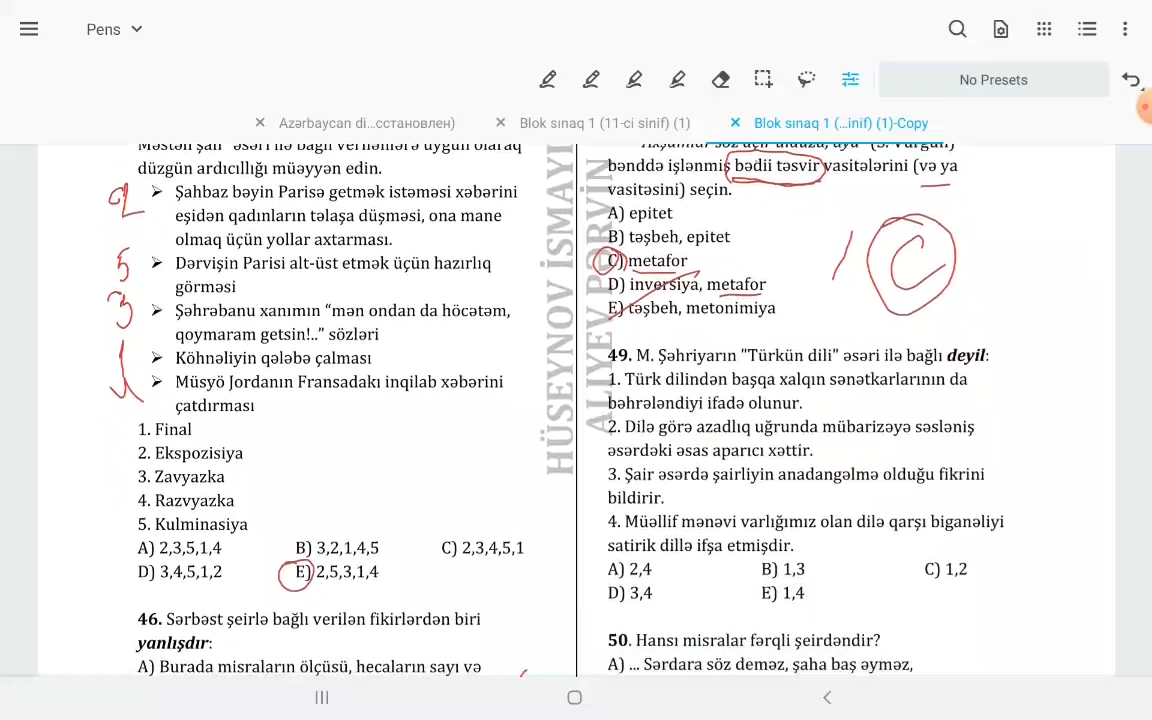 Pens
No Presets
Azərbaycan di...сстановлен)
Blok sınaq 1 (11-ci sinif) (1)
Blok sınaq 1 (...inif) (1)-Copy
düzgün ardıcıllığı müəyyən edin.
2 ➢ Şahbaz bəyin Parisə getmək istəməsi xəbərini
eşidən qadınların təlaşa düşməsi, ona mane
olmaq üçün yollar axtarması.
5 ➢ Dərvişin Parisi alt-üst etmək üçün hazırlıq
görməsi
3 ➢ Şəhrəbanu xanımın “mən ondan da höcətəm,
qoymaram getsin!..” sözləri
1 ➢ Köhnəliyin qələbə çalması
➢ Müsyö Jordanın Fransadakı inqilab xəbərini
çatdırması
1. Final
2. Ekspozisiya
3. Zavyazka
4. Razvyazka
5. Kulminasiya
A) 2,3,5,1,4 B) 3,2,1,4,5 C) 2,3,4,5,1
D) 3,4,5,1,2 E) 2,5,3,1,4
46. Sərbəst şeirlə bağlı verilən fikirlərdən biri
yanlışdır:
A) Burada misraların ölçüsü, hecaların sayı və
HÜSEYNOV İSMAYI
ALIYEV PƏRVİN
bənddə işlənmiş bədii təsvir vasitələrini (və ya
vasitəsini) seçin.
A) epitet
B) təşbeh, epitet
C) metafor
D) inversiya, metafor
E) təşbeh, metonimiya
/ C
49. M. Şəhriyarın "Türkün dili" əsəri ilə bağlı deyil:
1. Türk dilindən başqa xalqın sənətkarlarının da
bəhrələndiyi ifadə olunur.
2. Dilə görə azadlıq uğrunda mübarizəyə səsləniş
əsərdəki əsas aparıcı xəttir.
3. Şair əsərdə şairliyin anadangəlmə olduğu fikrini
bildirir.
4. Müəllif mənəvi varlığımız olan dilə qarşı biganəliyi
satirik dillə ifşa etmişdir.
A) 2,4 B) 1,3 C) 1,2
D) 3,4 E) 1,4
50. Hansı misralar fərqli şeirdəndir?
A) ... Sərdara söz deməz, şaha baş əyməz,